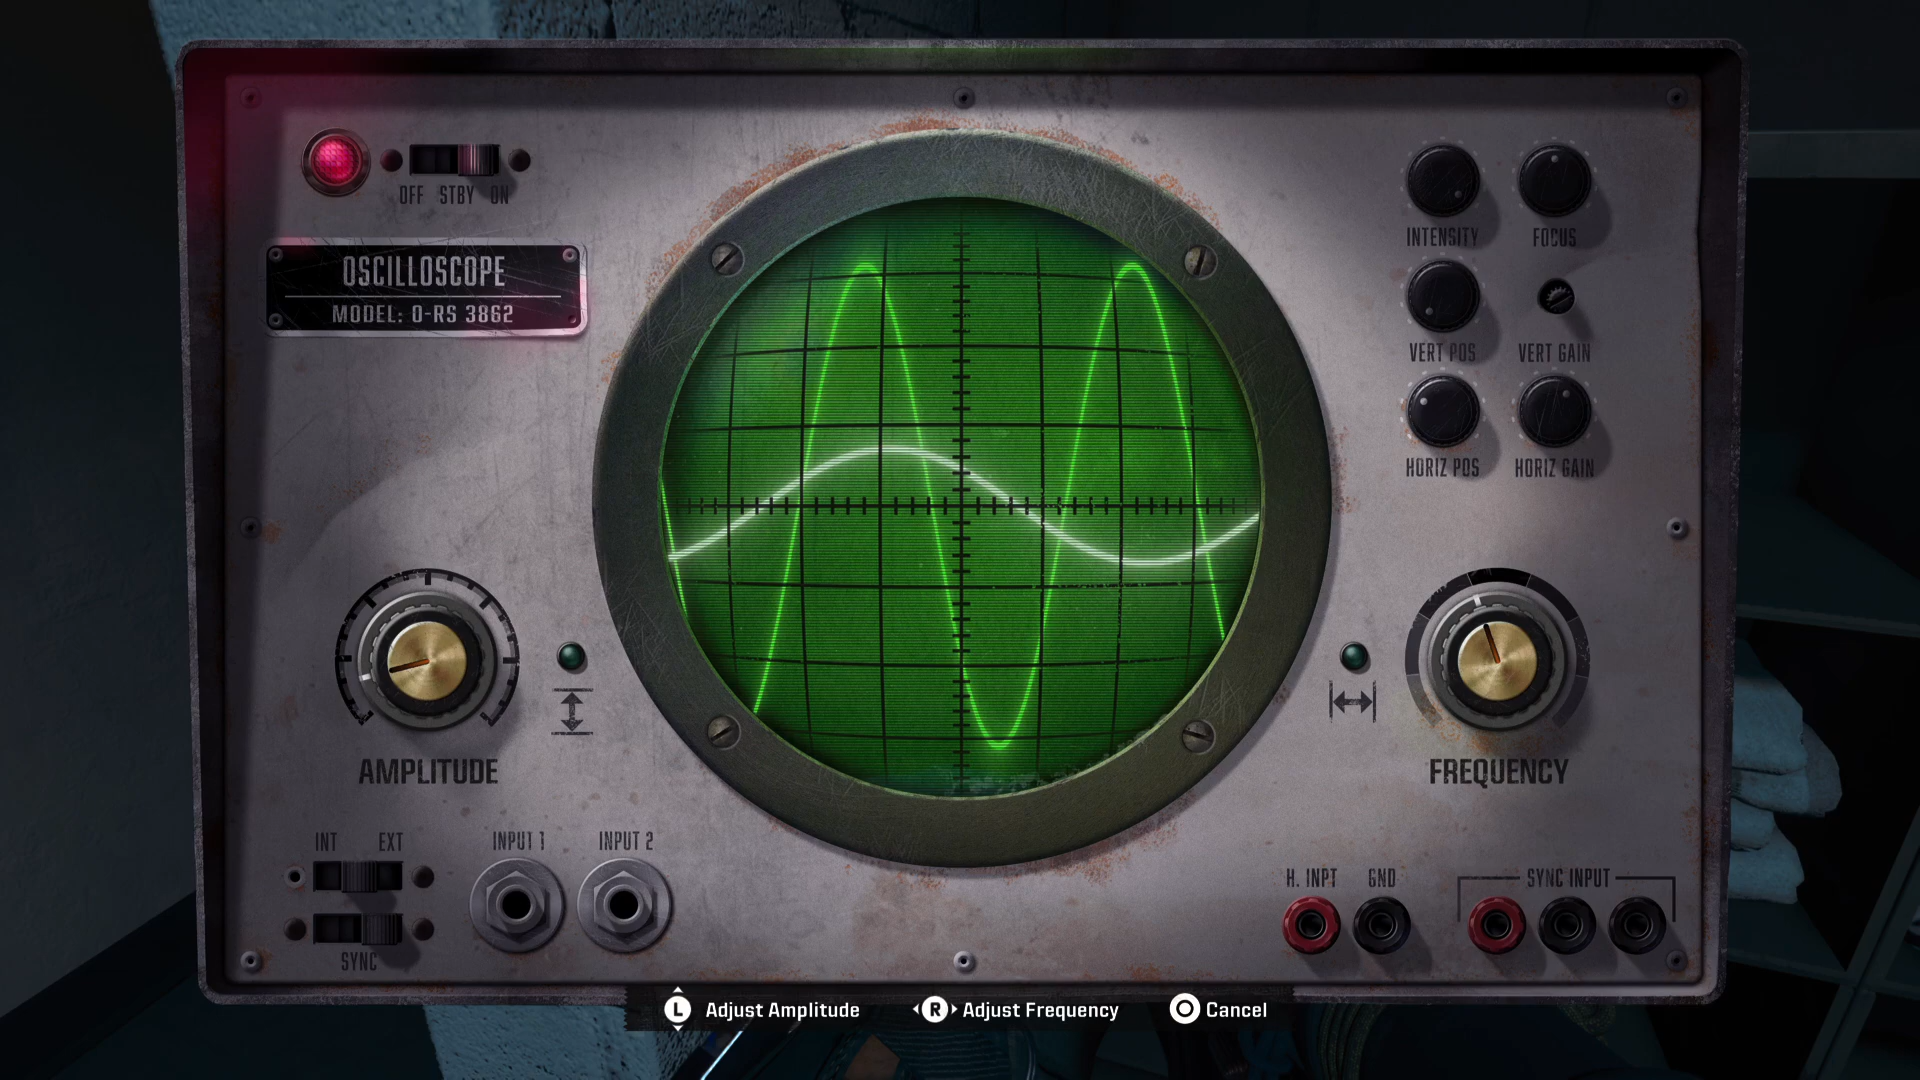 OFF STBY ON
OSCILLOSCOPE
MODEL: O-RS 3862
INTENSITY FOCUS
VERT POS VERT GAIN
HORIZ POS HORIZ GAIN
AMPLITUDE
FREQUENCY
INT EXT
INPUT 1 INPUT 2
SYNC
H. INPT GND
SYNC INPUT
L Adjust Amplitude R Adjust Frequency Cancel